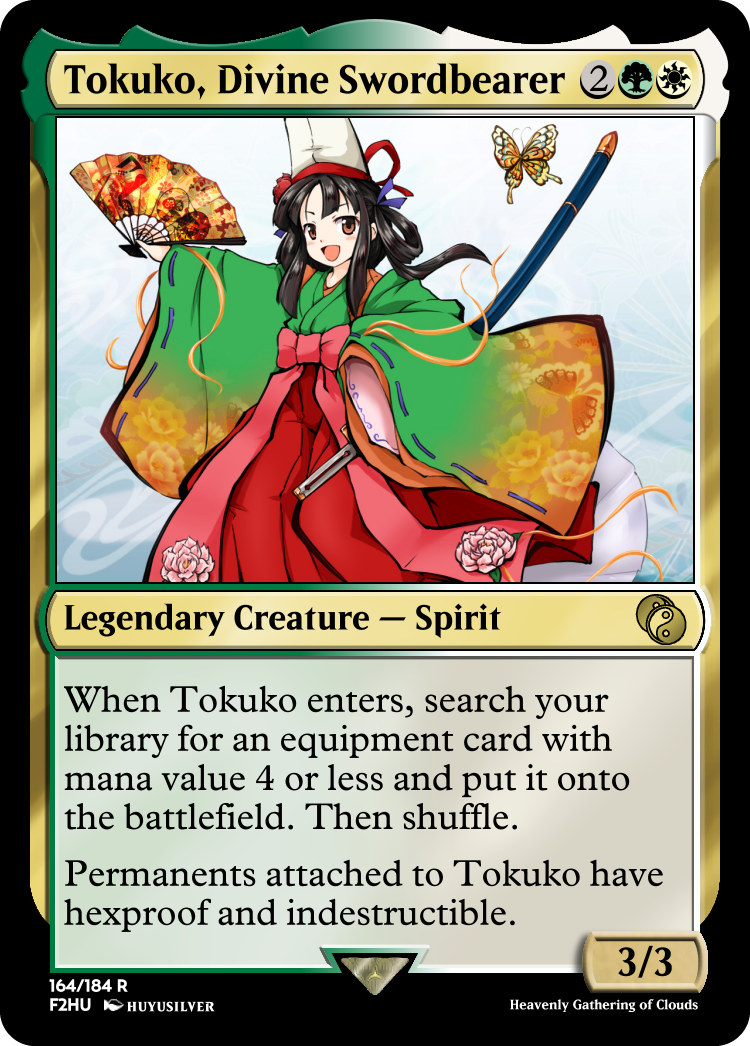 Tokuko, Divine Swordbearer 2
Legendary Creature — Spirit
When Tokuko enters, search your
library for an equipment card with
mana value 4 or less and put it onto
the battlefield. Then shuffle.
Permanents attached to Tokuko have
hexproof and indestructible.
3/3
164/184 R
F2HU HUYUSILVER
Heavenly Gathering of Clouds